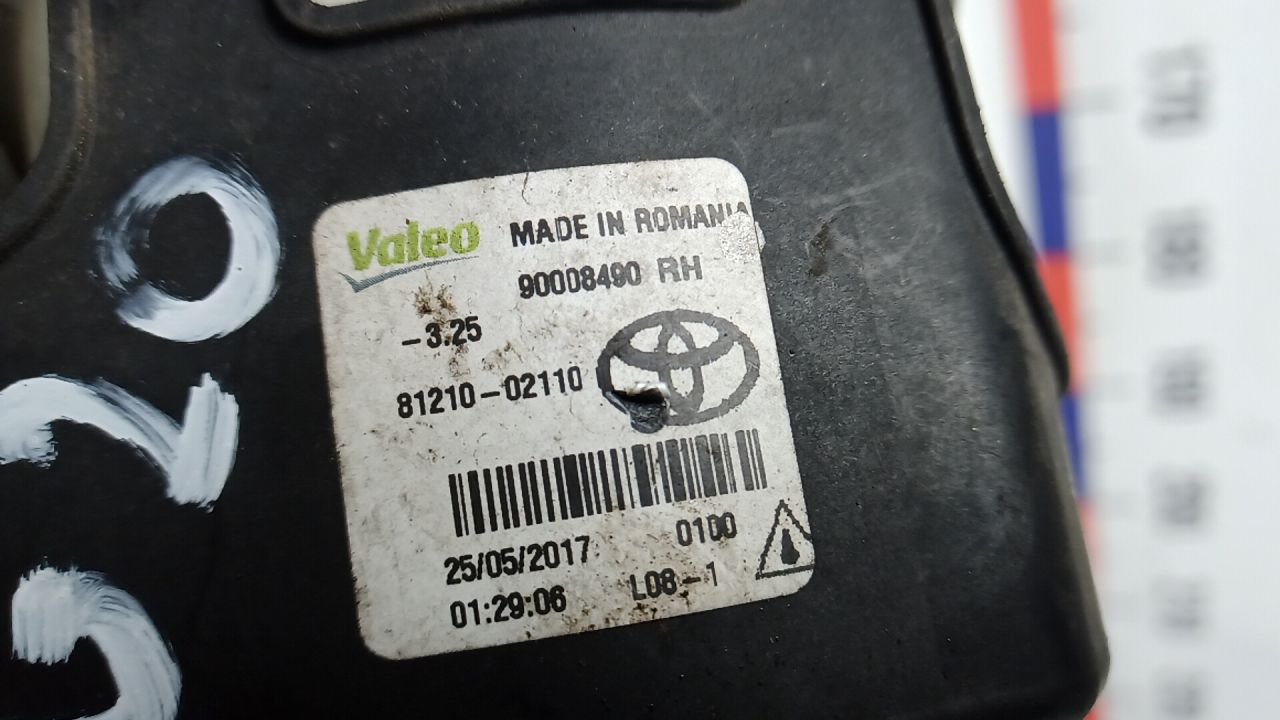 Valeo MADE IN ROMANIA
90008490 RH
-3.25
81210-02110
25/05/2017 0100
01:29:06 L08-1